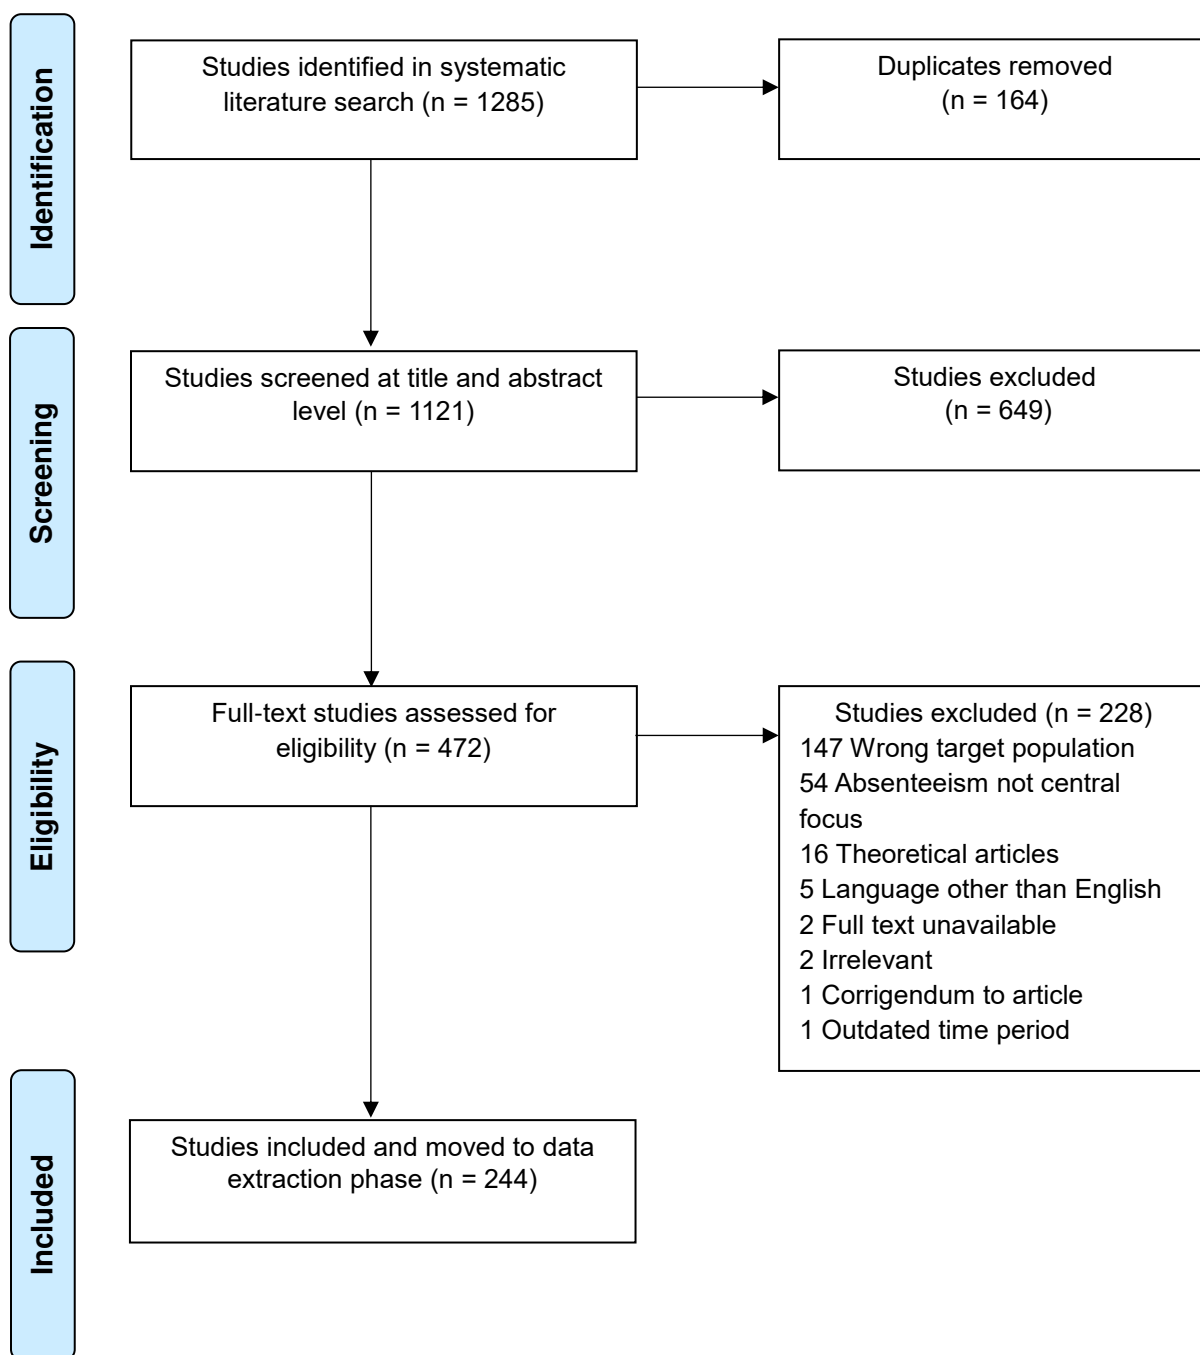 Identification
Studies identified in systematic
literature search (n = 1285)
Duplicates removed
(n = 164)
Screening
Studies screened at title and abstract
level (n = 1121)
Studies excluded
(n = 649)
Eligibility
Full-text studies assessed for
eligibility (n = 472)
Studies excluded (n = 228)
147 Wrong target population
54 Absenteeism not central
focus
16 Theoretical articles
5 Language other than English
2 Full text unavailable
2 Irrelevant
1 Corrigendum to article
1 Outdated time period
Included
Studies included and moved to data
extraction phase (n = 244)